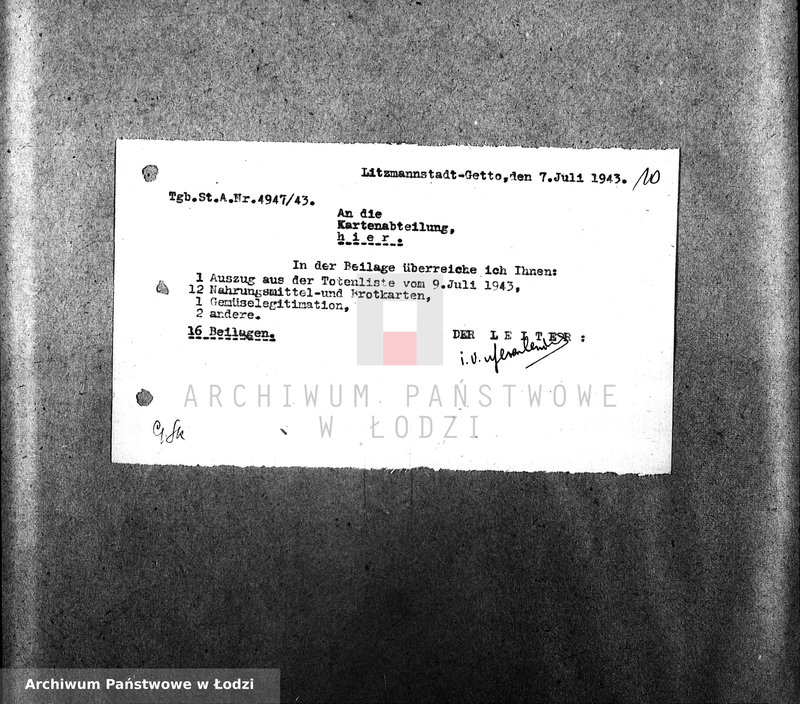 Litzmannstadt-Getto,den 7.Juli 1943. 10
Tgb.St.A.Nr.4947/43.
An die
Kartenabteilung,
h i e r .
In der Beilage überreiche ich Ihnen:
1 Auszug aus der Totenliste vom 9.Juli 1943,
12 Nahrungsmittel-und Brotkarten,
1 Gemüselegitimation,
2 andere.
16 Beilagen.
DER L E I T E R :
i.V.
ARCHIWUM PAŃSTWOWE
W ŁODZI
Archiwum Państwowe w Łodzi